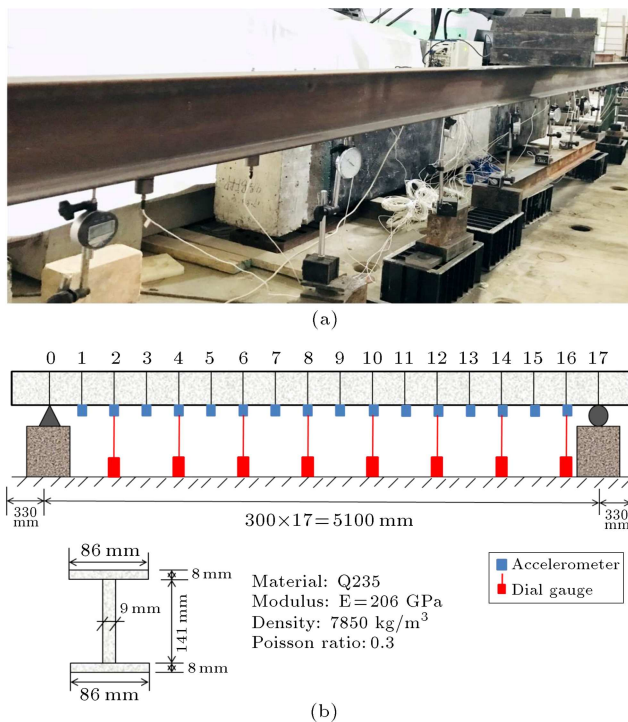 (a)
0 1 2 3 4 5 6 7 8 9 10 11 12 13 14 15 16 17
330 mm
300×17=5100 mm
330 mm
86 mm
8 mm
9 mm
141 mm
8 mm
86 mm
Material: Q235
Modulus: E=206 GPa
Density: 7850 kg/m³
Poisson ratio: 0.3
Accelerometer
Dial gauge
(b)